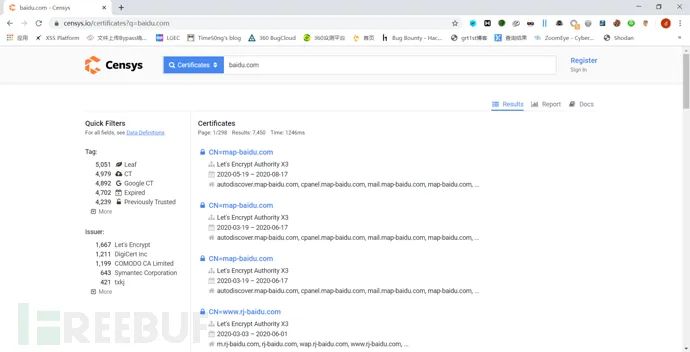 baidu.com - Censys
censys.io/certificates?q=baidu.com
应用
XSS Platform
文件上传Bypass确...
LGEC
TimeS0ng's blog
360 BugCloud
360众测平台
首页
Bug Bounty - Hac...
grt1st博客
查询结果
ZoomEye - Cyber...
Shodan
Censys
Certificates
baidu.com
Register
Sign In
Results
Report
Docs
Quick Filters
For all fields, see Data Definitions
Tag:
5,051 Leaf
4,979 CT
4,892 Google CT
4,702 Expired
4,239 Previously Trusted
More
Issuer:
1,667 Let's Encrypt
1,211 DigiCert Inc
1,199 COMODO CA Limited
643 Symantec Corporation
421 txkj
More
Certificates
Page: 1/298 Results: 7,450 Time: 1246ms
CN=map-baidu.com
Let's Encrypt Authority X3
2020-05-19 – 2020-08-17
autodiscover.map-baidu.com, cpanel.map-baidu.com, mail.map-baidu.com, map-baidu.com, ...
CN=map-baidu.com
Let's Encrypt Authority X3
2020-03-19 – 2020-06-17
autodiscover.map-baidu.com, cpanel.map-baidu.com, mail.map-baidu.com, map-baidu.com, ...
CN=map-baidu.com
Let's Encrypt Authority X3
2020-03-19 – 2020-06-17
autodiscover.map-baidu.com, cpanel.map-baidu.com, mail.map-baidu.com, map-baidu.com, ...
CN=www.rj-baidu.com
Let's Encrypt Authority X3
2020-03-03 – 2020-06-01
m.rj-baidu.com, rj-baidu.com, wap.rj-baidu.com, www.rj-baidu.com, ...
FREEBUF